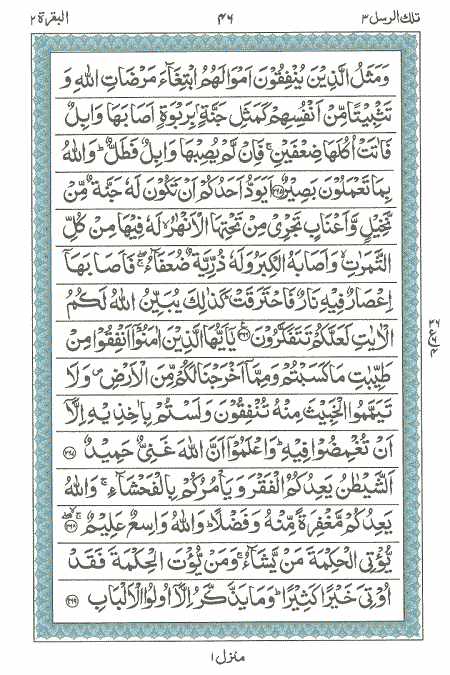 تلك الرسل ٣ ٤٦ البقرة ٢
وَمَثَلُ الَّذِيْنَ يُنْفِقُوْنَ اَمْوَالَهُمُ ابْتِغَآءَ مَرْضَاتِ اللّٰهِ وَ
تَثْبِيْتًا مِّنْ اَنْفُسِهِمْ كَمَثَلِ جَنَّةٍۭ بِرَبْوَةٍ اَصَابَهَا وَابِلٌ
فَاٰتَتْ اُكُلَهَا ضِعْفَيْنِ ۚ فَاِنْ لَّمْ يُصِبْهَا وَابِلٌ فَطَلٌّ ؕ وَاللّٰهُ
بِمَا تَعْمَلُوْنَ بَصِيْرٌ ﴿۲۶۵﴾ اَيَوَدُّ اَحَدُكُمْ اَنْ تَكُوْنَ لَهٗ جَنَّةٌ مِّنْ
نَّخِيْلٍ وَّاَعْنَابٍ تَجْرِيْ مِنْ تَحْتِهَا الْاَنْهٰرُ ۙ لَهٗ فِيْهَا مِنْ كُلِّ
الثَّمَرٰتِ ۙ وَاَصَابَهُ الْكِبَرُ وَلَهٗ ذُرِّيَّةٌ ضُعَفَآءُ ۖ فَاَصَابَهَاۤ
اِعْصَارٌ فِيْهِ نَارٌ فَاحْتَرَقَتْ ؕ كَذٰلِكَ يُبَيِّنُ اللّٰهُ لَكُمُ
الْاٰيٰتِ لَعَلَّكُمْ تَتَفَكَّرُوْنَ ﴿۲۶۶﴾ يٰۤاَيُّهَا الَّذِيْنَ اٰمَنُوْۤا اَنْفِقُوْا مِنْ
طَيِّبٰتِ مَا كَسَبْتُمْ وَمِمَّاۤ اَخْرَجْنَا لَكُمْ مِّنَ الْاَرْضِ ۪ وَلَا
تَيَمَّمُوا الْخَبِيْثَ مِنْهُ تُنْفِقُوْنَ وَلَسْتُمْ بِاٰخِذِيْهِ اِلَّاۤ
اَنْ تُغْمِضُوْا فِيْهِ ؕ وَاعْلَمُوْۤا اَنَّ اللّٰهَ غَنِيٌّ حَمِيْدٌ ﴿۲۶۷﴾
اَلشَّيْطٰنُ يَعِدُكُمُ الْفَقْرَ وَيَاْمُرُكُمْ بِالْفَحْشَآءِ ۚ وَاللّٰهُ
يَعِدُكُمْ مَّغْفِرَةً مِّنْهُ وَفَضْلًا ؕ وَاللّٰهُ وَاسِعٌ عَلِيْمٌ ﴿۲۶۸﴾
يُّؤْتِي الْحِكْمَةَ مَنْ يَّشَآءُ ۚ وَمَنْ يُّؤْتَ الْحِكْمَةَ فَقَدْ
اُوْتِيَ خَيْرًا كَثِيْرًا ؕ وَمَا يَذَّكَّرُ اِلَّاۤ اُولُوا الْاَلْبَابِ ﴿۲۶۹﴾
منزل ١